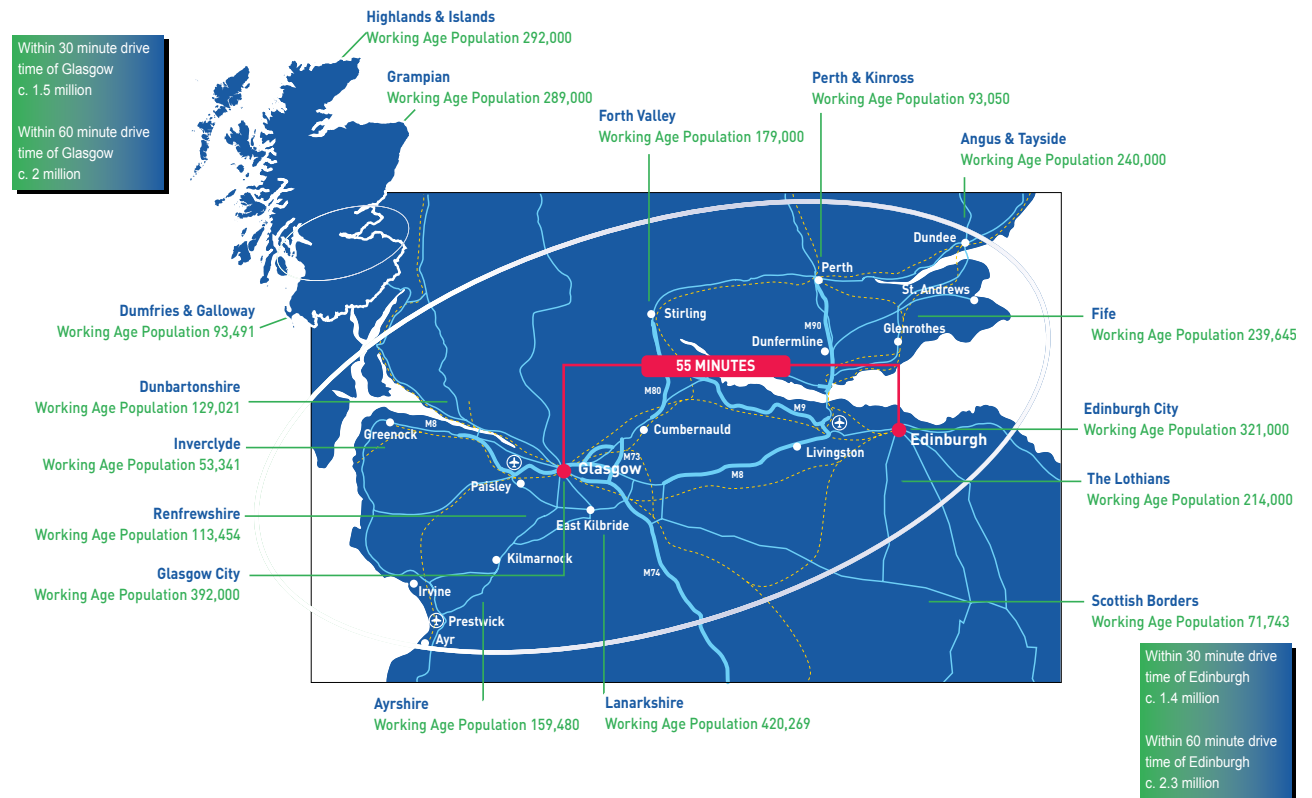 Highlands & Islands
Working Age Population 292,000
Within 30 minute drive
time of Glasgow
c. 1.5 million
Within 60 minute drive
time of Glasgow
c. 2 million
Grampian
Working Age Population 289,000
Forth Valley
Working Age Population 179,000
Perth & Kinross
Working Age Population 93,050
Angus & Tayside
Working Age Population 240,000
Dundee
Perth
St. Andrews
Stirling
M90
Glenrothes
Dunfermline
Dumfries & Galloway
Working Age Population 93,491
Fife
Working Age Population 239,645
55 MINUTES
Dunbartonshire
Working Age Population 129,021
M80
M9
Edinburgh City
Working Age Population 321,000
Greenock
M8
Cumbernauld
Edinburgh
Inverclyde
Working Age Population 53,341
Livingston
M73
Glasgow
M8
Paisley
The Lothians
Working Age Population 214,000
Renfrewshire
Working Age Population 113,454
East Kilbride
Kilmarnock
M74
Glasgow City
Working Age Population 392,000
Irvine
Prestwick
Ayr
Scottish Borders
Working Age Population 71,743
Ayrshire
Working Age Population 159,480
Lanarkshire
Working Age Population 420,269
Within 30 minute drive
time of Edinburgh
c. 1.4 million
Within 60 minute drive
time of Edinburgh
c. 2.3 million